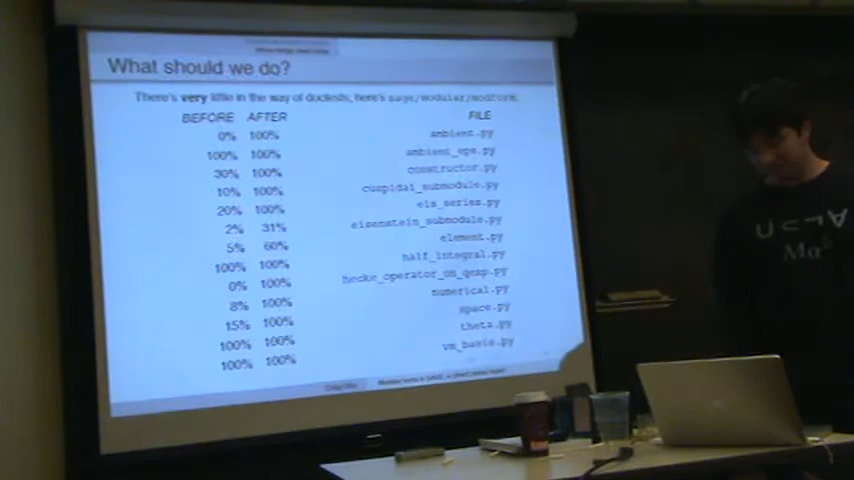 What should we do?
There's very little in the way of doctests, here's sage/modular/modform.
BEFORE AFTER FILE
0% 100% ambient.py
100% 100% ambient_eps.py
30% 100% constructor.py
10% 100% cuspidal_submodule.py
20% 100% eis_series.py
2% 31% eisenstein_submodule.py
5% 60% element.py
100% 100% half_integral.py
0% 100% hecke_operator_on_qexp.py
8% 100% numerical.py
15% 100% space.py
100% 100% theta.py
100% 100% vm_basis.py